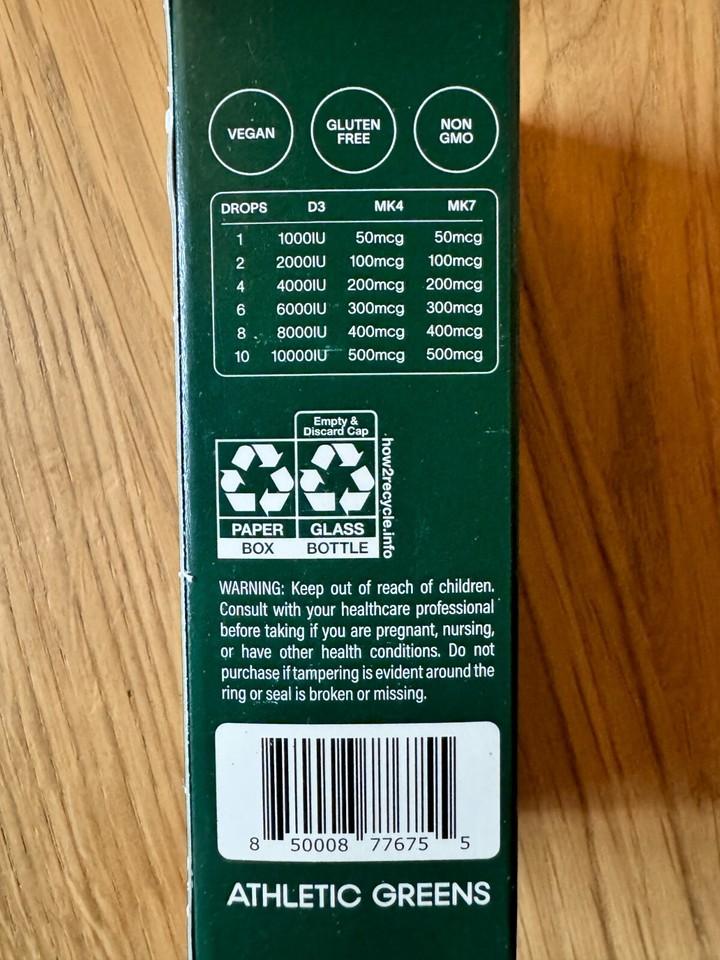 VEGAN
GLUTEN
FREE
NON
GMO
DROPS D3 MK4 MK7
1 1000IU 50mcg 50mcg
2 2000IU 100mcg 100mcg
4 4000IU 200mcg 200mcg
6 6000IU 300mcg 300mcg
8 8000IU 400mcg 400mcg
10 10000IU 500mcg 500mcg
Empty &
Discard Cap
PAPER GLASS
BOX BOTTLE
how2recycle.info
WARNING: Keep out of reach of children.
Consult with your healthcare professional
before taking if you are pregnant, nursing,
or have other health conditions. Do not
purchase if tampering is evident around the
ring or seal is broken or missing.
8 50008 77675 5
ATHLETIC GREENS